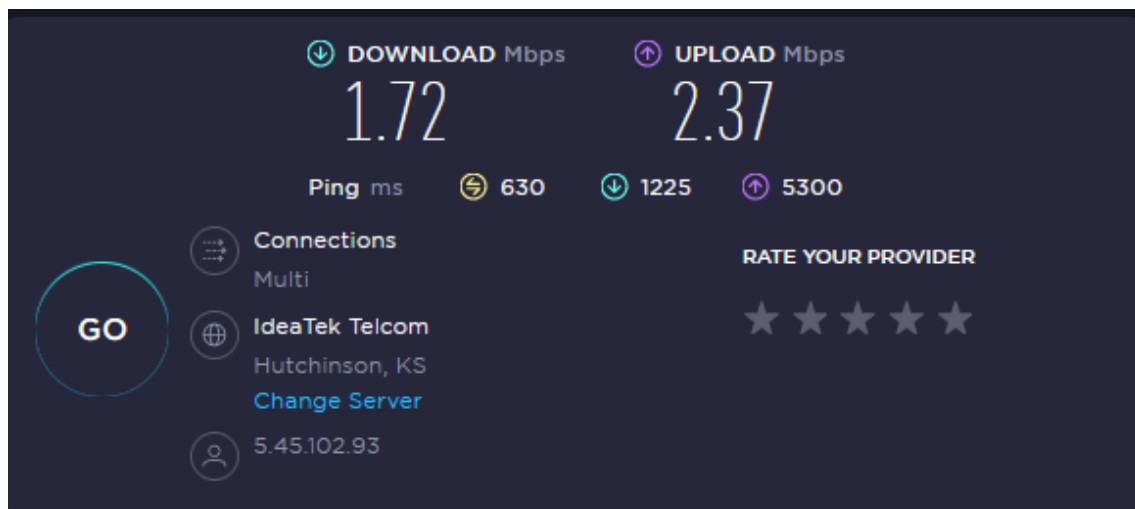 DOWNLOAD Mbps UPLOAD Mbps
1.72 2.37
Ping ms 630 1225 5300
Connections
Multi
RATE YOUR PROVIDER
GO
IdeaTek Telcom
Hutchinson, KS
Change Server
5.45.102.93